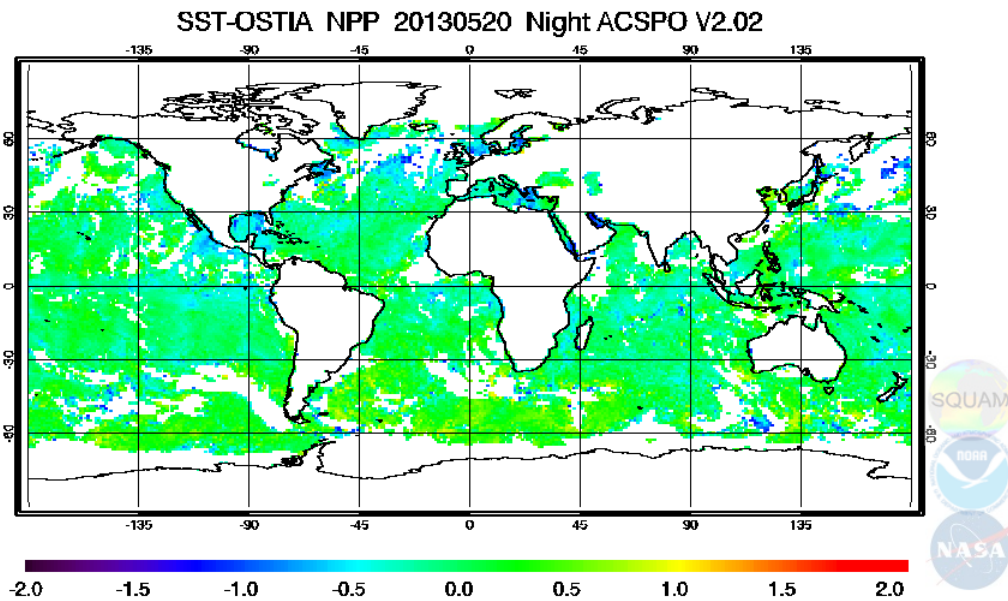 SST-OSTIA NPP 20130520 Night ACSPO V2.02
-135 -90 -45 0 45 90 135
60 60
30 30
0 0
-30 -30
-60 -60
-135 -90 -45 0 45 90 135
SQUAM
NOAA
NASA
-2.0 -1.5 -1.0 -0.5 0.0 0.5 1.0 1.5 2.0